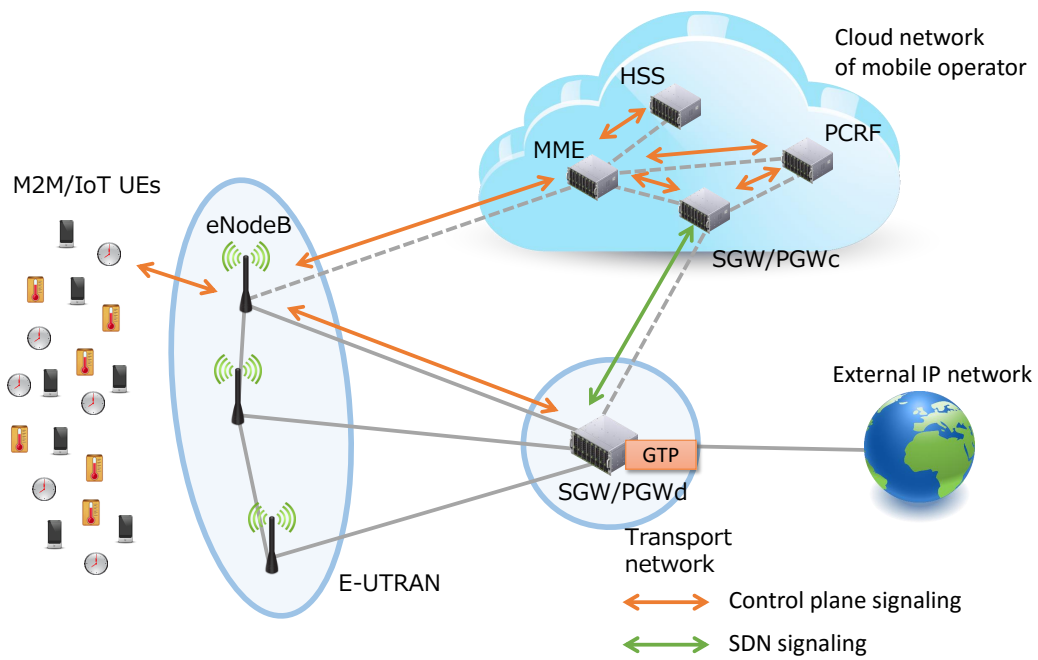 Cloud network
of mobile operator
HSS
PCRF
MME
M2M/IoT UEs
eNodeB
SGW/PGWc
External IP network
GTP
SGW/PGWd
Transport
network
E-UTRAN
Control plane signaling
SDN signaling